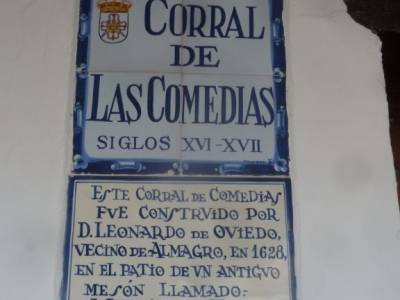 CORRAL
DE
LAS COMEDIAS
SIGLOS XVI-XVII
ESTE CORRAL DE COMEDIAS
FVE CONSTRVIDO POR
D. LEONARDO DE OVIEDO,
VECINO DE ALMAGRO, EN 1628,
EN EL PATIO DE VN ANTIGVO
MESÓN LLAMADO: